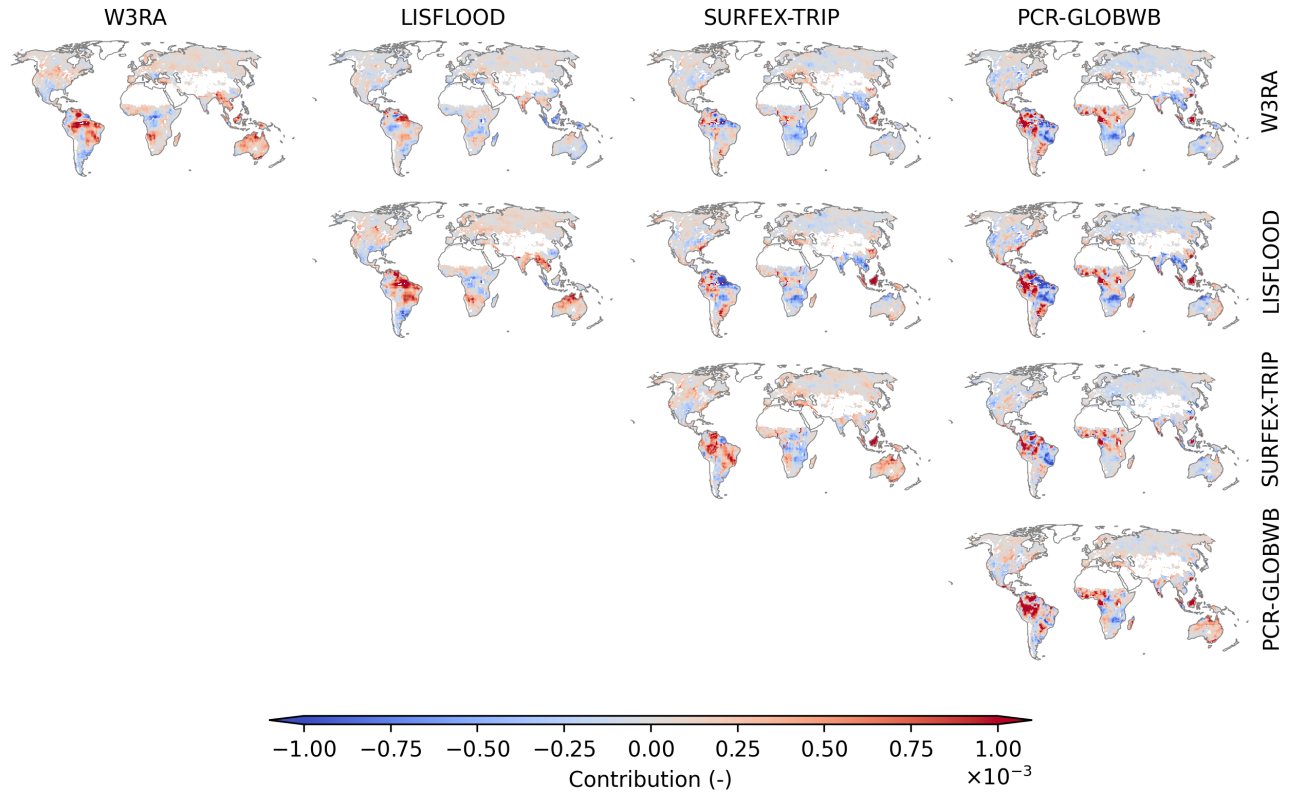 W3RA LISFLOOD SURFEX-TRIP PCR-GLOBWB
W3RA
LISFLOOD
SURFEX-TRIP
PCR-GLOBWB
−1.00 −0.75 −0.50 −0.25 0.00 0.25 0.50 0.75 1.00
Contribution (-)
×10⁻³